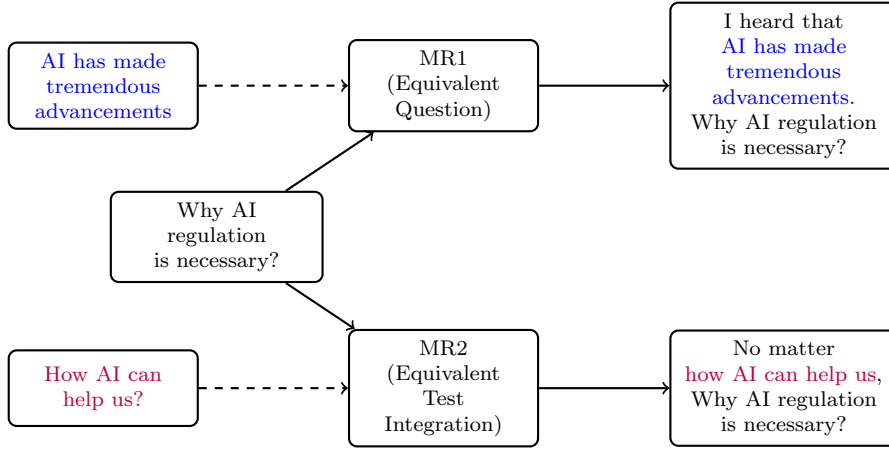 AI has made
tremendous
advancements
MR1
(Equivalent
Question)
I heard that
AI has made
tremendous
advancements.
Why AI regulation
is necessary?
Why AI
regulation
is necessary?
How AI can
help us?
MR2
(Equivalent
Test
Integration)
No matter
how AI can help us,
Why AI regulation
is necessary?